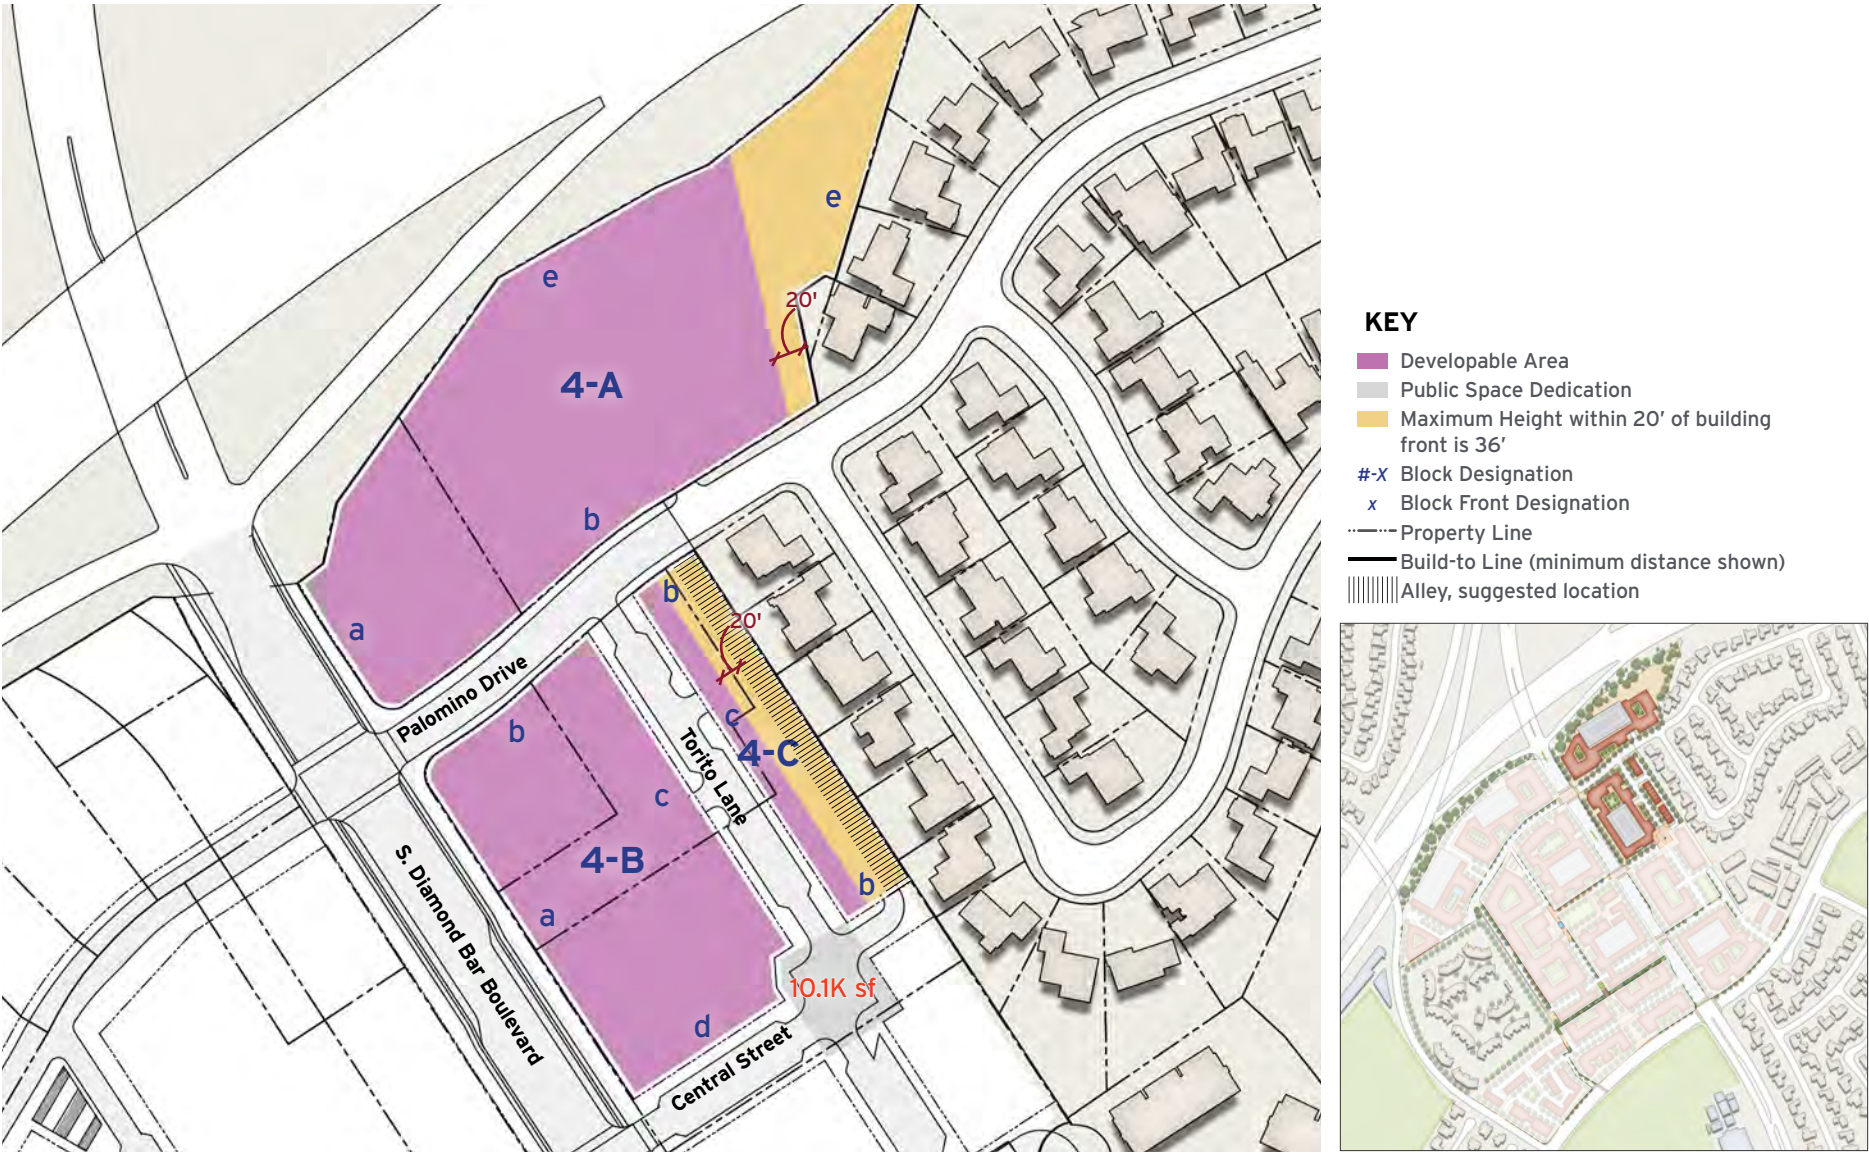 e
e
20'
4-A
b
a
b
20'
Palomino Drive
b
c
4-C
Torito Lane
c
4-B
b
a
S. Diamond Bar Boulevard
10.1K sf
d
Central Street
KEY
Developable Area
Public Space Dedication
Maximum Height within 20' of building
front is 36'
#-X Block Designation
x Block Front Designation
Property Line
Build-to Line (minimum distance shown)
Alley, suggested location